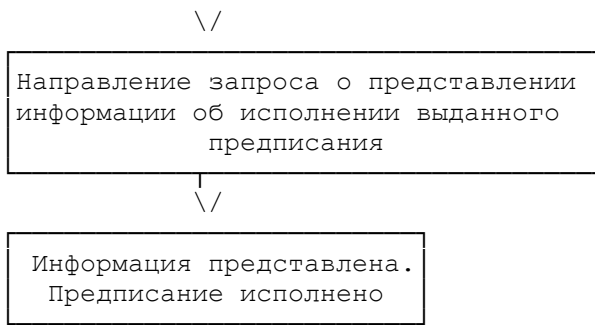 \/
Направление запроса о представлении
информации об исполнении выданного
предписания
\/
Информация представлена.
Предписание исполнено